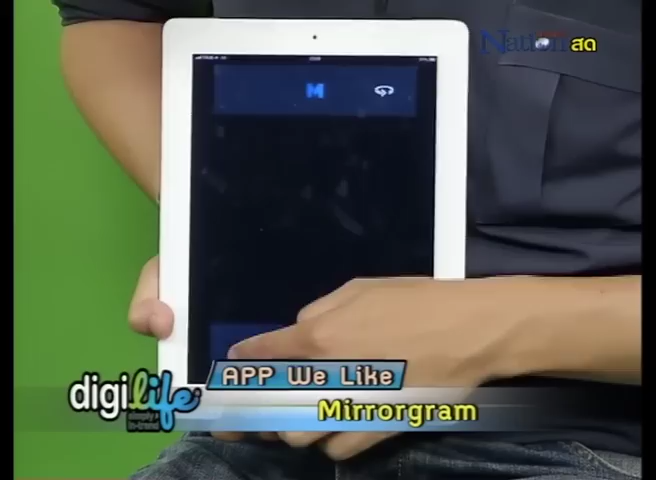 Nation สด
M
APP We Like
digilife
simply
in-trend
Mirrorgram